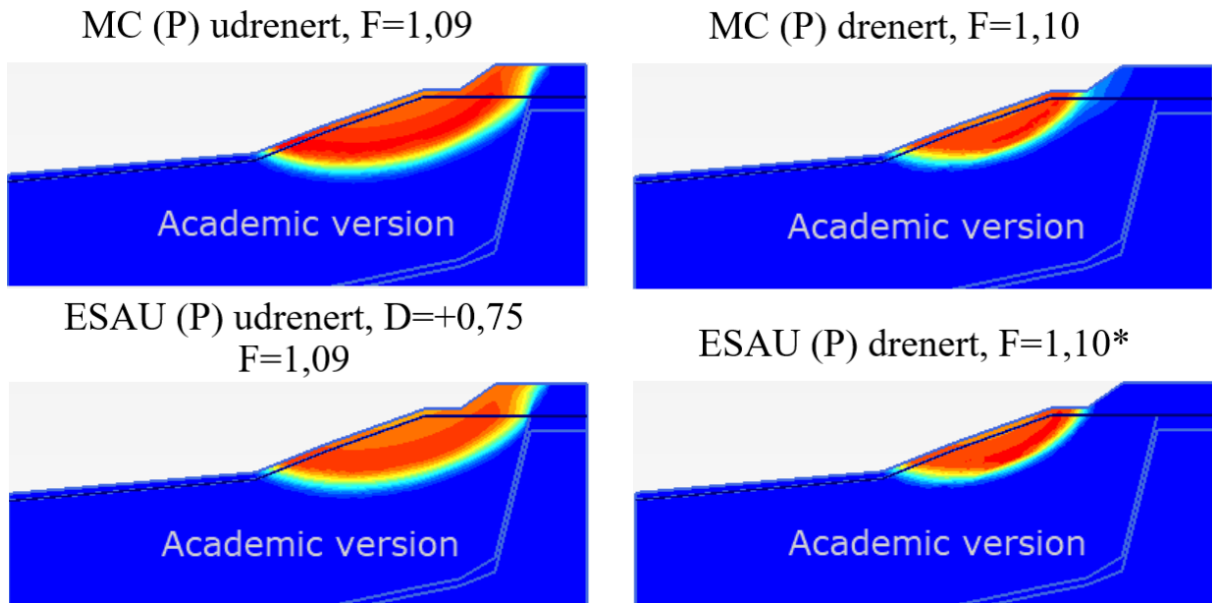 MC (P) udrenert, F=1,09
MC (P) drenert, F=1,10
Academic version
Academic version
ESAU (P) udrenert, D=+0,75
F=1,09
ESAU (P) drenert, F=1,10*
Academic version
Academic version